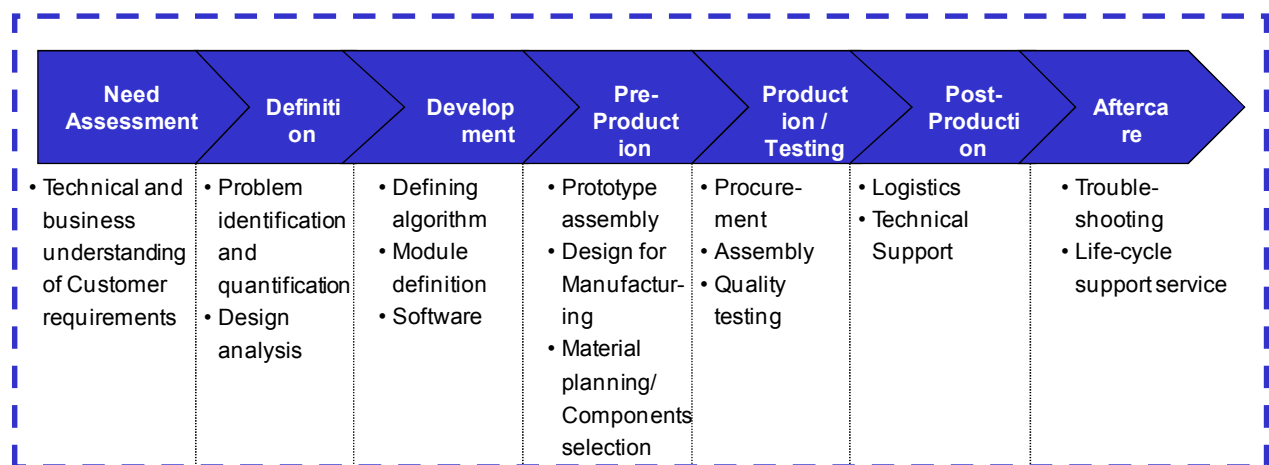 Need
Assessment
Definiti
on
Develop
ment
Pre-
Product
ion
Product
ion /
Testing
Post-
Producti
on
Afterca
re
• Technical and
business
understanding
of Customer
requirements
• Problem
identification
and
quantification
• Design
analysis
• Defining
algorithm
• Module
definition
• Software
• Prototype
assembly
• Design for
Manufactur-
ing
• Material
planning/
Components
selection
• Procure-
ment
• Assembly
• Quality
testing
• Logistics
• Technical
Support
• Trouble-
shooting
• Life-cycle
support service